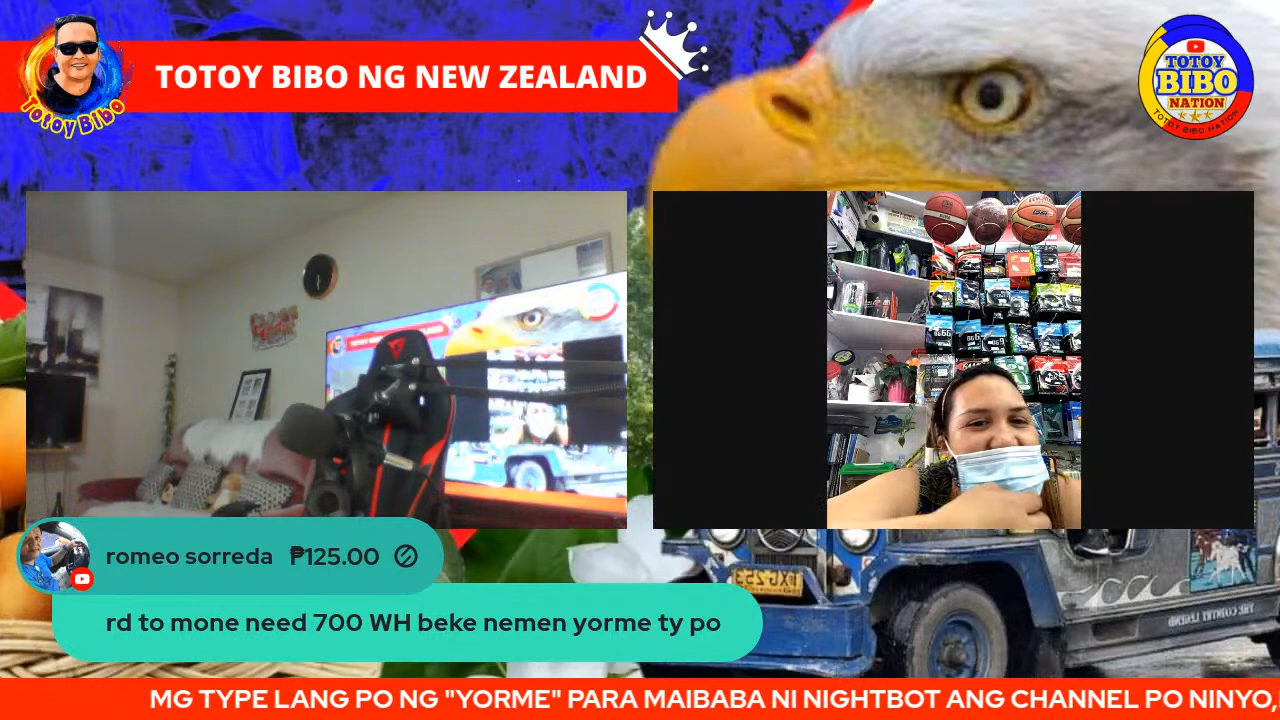 TOTOY BIBO NG NEW ZEALAND
Totoy Bibo
TOTOY
BIBO
NATION
TOTOY BIBO NATION
romeo sorreda ₱125.00
rd to mone need 700 WH beke nemen yorme ty po
MG TYPE LANG PO NG "YORME" PARA MAIBABA NI NIGHTBOT ANG CHANNEL PO NINYO,